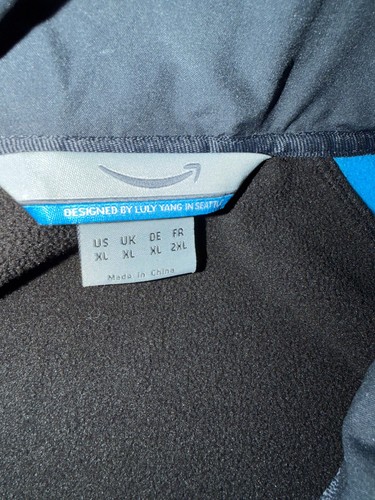 DESIGNED BY LULY YANG IN SEATTLE
US UK DE FR
XL XL XL 2XL
Made in China